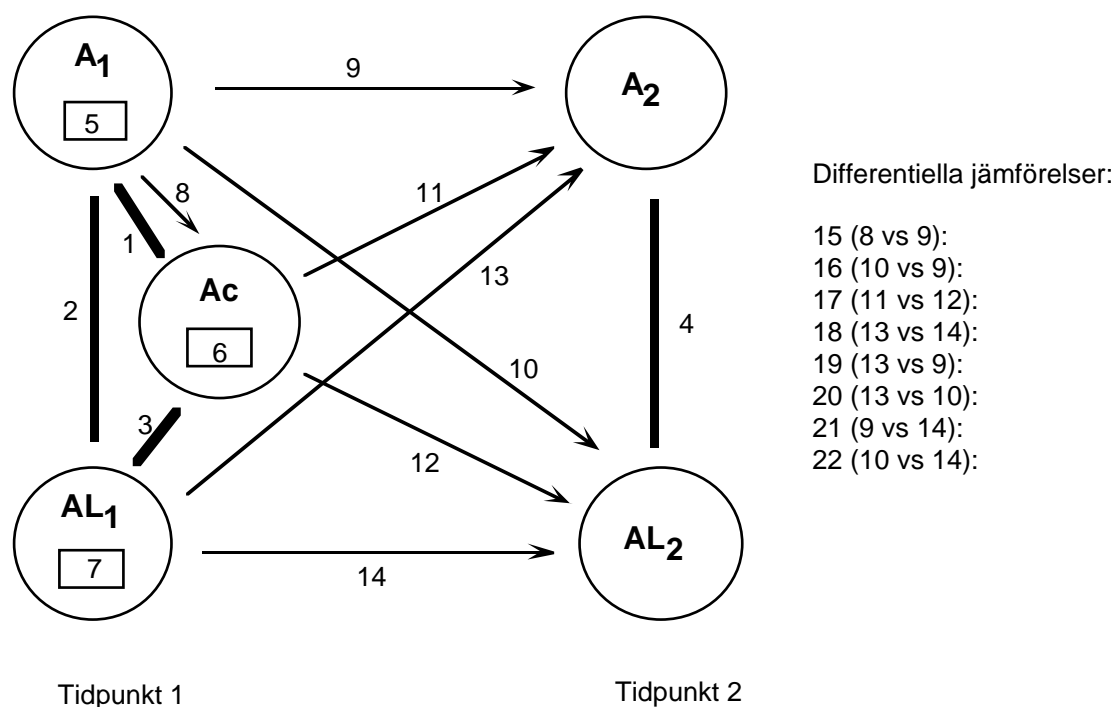 A1
5
9
A2
8
1
11
Differentiella jämförelser:
15 (8 vs 9):
16 (10 vs 9):
17 (11 vs 12):
18 (13 vs 14):
19 (13 vs 9):
20 (13 vs 10):
21 (9 vs 14):
22 (10 vs 14):
2
Ac
6
13
4
10
3
12
AL1
7
14
AL2
Tidpunkt 1
Tidpunkt 2